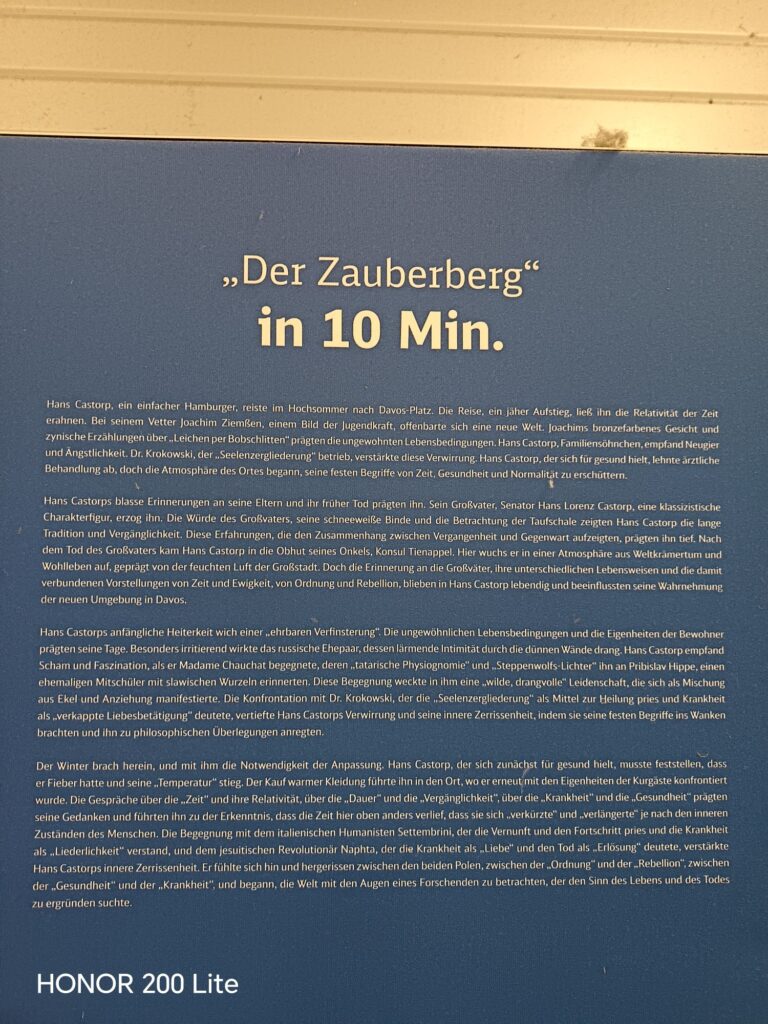 „Der Zauberberg“
in 10 Min.
Hans Castorp, ein einfacher Hamburger, reiste im Hochsommer nach Davos-Platz. Die Reise, ein jäher Aufstieg, ließ ihn die Relativität der Zeit
erahnen. Bei seinem Vetter Joachim Ziemßen, einem Bild der Jugendkraft, offenbarte sich eine neue Welt. Joachims bronzefarbenes Gesicht und
zynische Erzählungen über „Leichen per Bobschlitten“ prägten die ungewohnten Lebensbedingungen. Hans Castorp, Familiensöhnchen, empfand Neugier
und Ängstlichkeit. Dr. Krokowski, der „Seelenzergliederung“ betrieb, verstärkte diese Verwirrung. Hans Castorp, der sich für gesund hielt, lehnte ärztliche
Behandlung ab, doch die Atmosphäre des Ortes begann, seine festen Begriffe von Zeit, Gesundheit und Normalität zu erschüttern.
Hans Castorps blasse Erinnerungen an seine Eltern und ihr früher Tod prägten ihn. Sein Großvater, Senator Hans Lorenz Castorp, eine klassizistische
Charakterfigur, erzog ihn. Die Würde des Großvaters, seine schneeweiße Binde und die Betrachtung der Taufschale zeigten Hans Castorp die lange
Tradition und Vergänglichkeit. Diese Erfahrungen, die den Zusammenhang zwischen Vergangenheit und Gegenwart aufzeigten, prägten ihn tief. Nach
dem Tod des Großvaters kam Hans Castorp in die Obhut seines Onkels, Konsul Tienappel. Hier wuchs er in einer Atmosphäre aus Weltkrämertum und
Wohlleben auf, geprägt von der feuchten Luft der Großstadt. Doch die Erinnerung an die Großväter, ihre unterschiedlichen Lebensweisen und die damit
verbundenen Vorstellungen von Zeit und Ewigkeit, von Ordnung und Rebellion, blieben in Hans Castorp lebendig und beeinflussten seine Wahrnehmung
der neuen Umgebung in Davos.
Hans Castorps anfängliche Heiterkeit wich einer „ehrbaren Verfinsterung“. Die ungewöhnlichen Lebensbedingungen und die Eigenheiten der Bewohner
prägten seine Tage. Besonders irritierend wirkte das russische Ehepaar, dessen lärmende Intimität durch die dünnen Wände drang. Hans Castorp empfand
Scham und Faszination, als er Madame Chauchat begegnete, deren „tatarische Physiognomie“ und „Steppenwolfs-Lichter“ ihn an Pribislav Hippe, einen
ehemaligen Mitschüler mit slawischen Wurzeln erinnerten. Diese Begegnung weckte in ihm eine „wilde, drangvolle“ Leidenschaft, die sich als Mischung
aus Ekel und Anziehung manifestierte. Die Konfrontation mit Dr. Krokowski, der die „Seelenzergliederung“ als Mittel zur Heilung pries und Krankheit
als „verkappte Liebesbetätigung“ deutete, vertiefte Hans Castorps Verwirrung und seine innere Zerrissenheit, indem sie seine festen Begriffe ins Wanken
brachten und ihn zu philosophischen Überlegungen anregten.
Der Winter brach herein, und mit ihm die Notwendigkeit der Anpassung. Hans Castorp, der sich zunächst für gesund hielt, musste feststellen, dass
er Fieber hatte und seine „Temperatur“ stieg. Der Kauf warmer Kleidung führte ihn in den Ort, wo er erneut mit den Eigenheiten der Kurgäste konfrontiert
wurde. Die Gespräche über die „Zeit“ und ihre Relativität, über die „Dauer“ und die „Vergänglichkeit“, über die „Krankheit“ und die „Gesundheit“ prägten
seine Gedanken und führten ihn zu der Erkenntnis, dass die Zeit hier oben anders verlief, dass sie sich „verkürzte“ und „verlängerte“ je nach den inneren
Zuständen des Menschen. Die Begegnung mit dem italienischen Humanisten Settembrini, der die Vernunft und den Fortschritt pries und die Krankheit
als „Liederlichkeit“ verstand, und dem jesuitischen Revolutionär Naphta, der die Krankheit als „Liebe“ und den Tod als „Erlösung“ deutete, verstärkte
Hans Castorps innere Zerrissenheit. Er fühlte sich hin und hergerissen zwischen den beiden Polen, zwischen der „Ordnung“ und der „Rebellion“, zwischen
der „Gesundheit“ und der „Krankheit“, und begann, die Welt mit den Augen eines Forschenden zu betrachten, der den Sinn des Lebens und des Todes
zu ergründen suchte.
HONOR 200 Lite